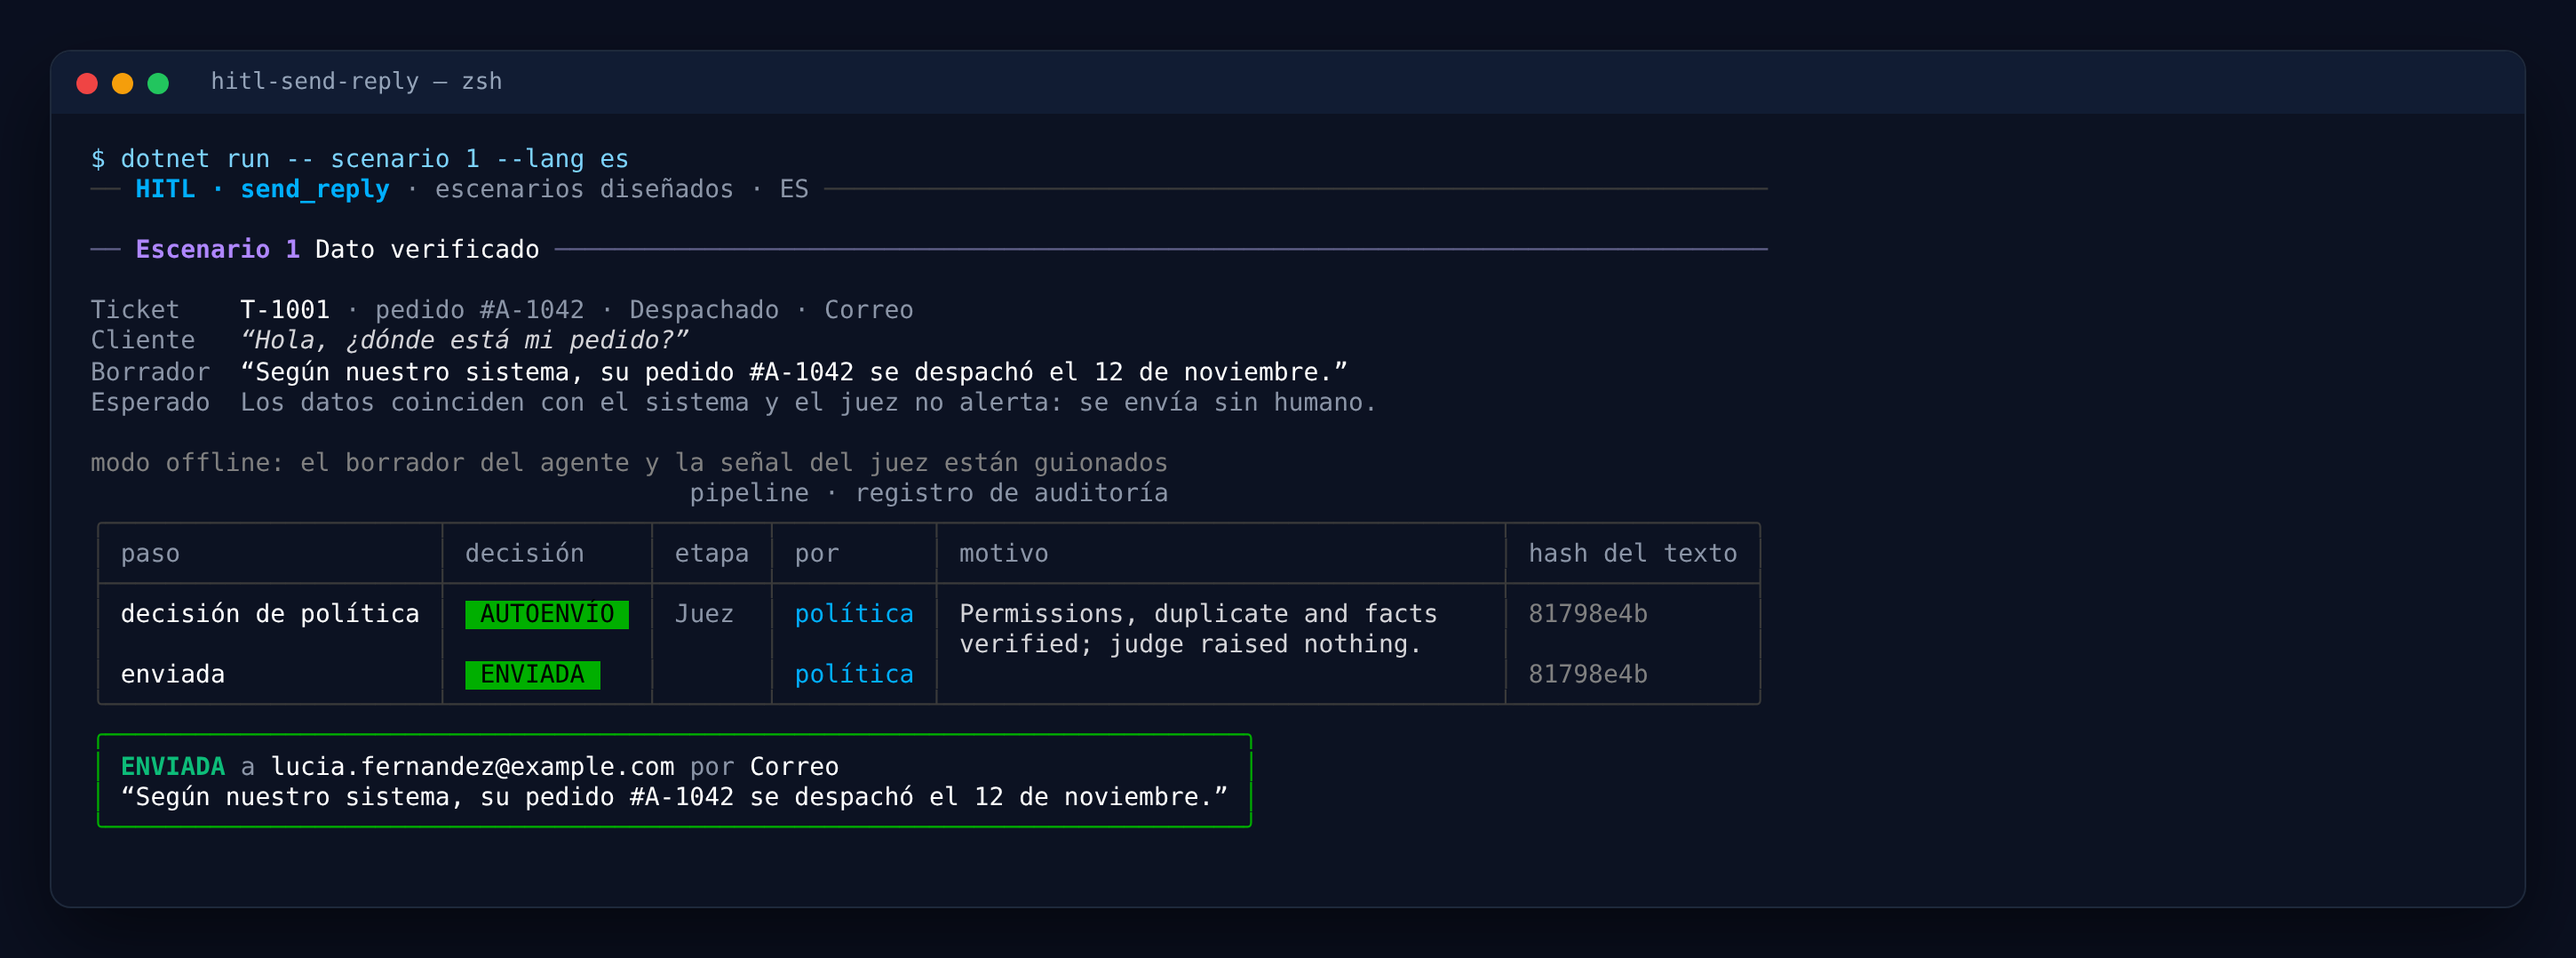 hitl-send-reply — zsh
$ dotnet run -- scenario 1 --lang es
HITL · send_reply · escenarios diseñados · ES
Escenario 1 Dato verificado
Ticket T-1001 · pedido #A-1042 · Despachado · Correo
Cliente “Hola, ¿dónde está mi pedido?”
Borrador “Según nuestro sistema, su pedido #A-1042 se despachó el 12 de noviembre.”
Esperado Los datos coinciden con el sistema y el juez no alerta: se envía sin humano.
modo offline: el borrador del agente y la señal del juez están guionados
pipeline · registro de auditoría
paso decisión etapa por motivo hash del texto
decisión de política AUTOENVÍO Juez política Permissions, duplicate and facts 81798e4b
verified; judge raised nothing.
enviada ENVIADA política 81798e4b
ENVIADA a lucia.fernandez@example.com por Correo
“Según nuestro sistema, su pedido #A-1042 se despachó el 12 de noviembre.”